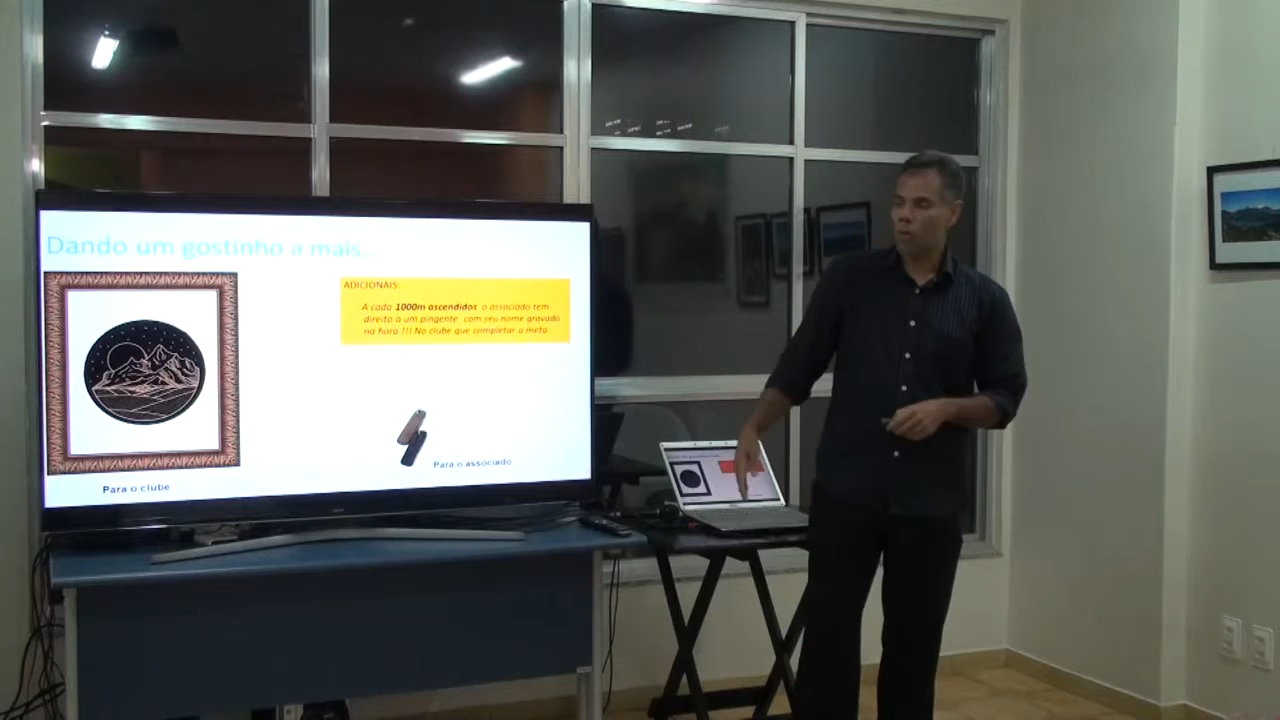 Dando um gostinho a mais...
ADICIONAIS:
A cada 1000m ascendidos o associado tem
direito a um pingente com seu nome gravado
na hora !!! No clube que completar a meta
Para o associado
Para o clube